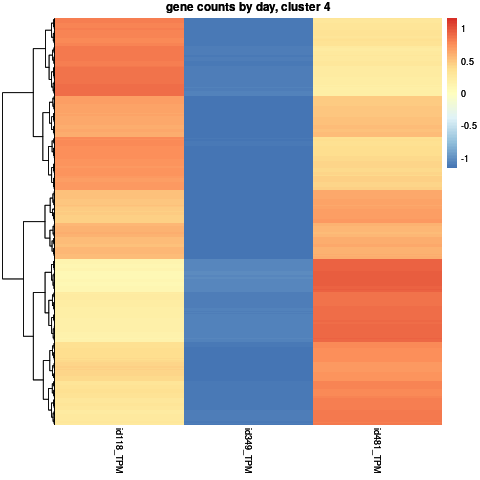 gene counts by day, cluster 4
1
0.5
0
-0.5
-1
id118_TPM
id349_TPM
id481_TPM